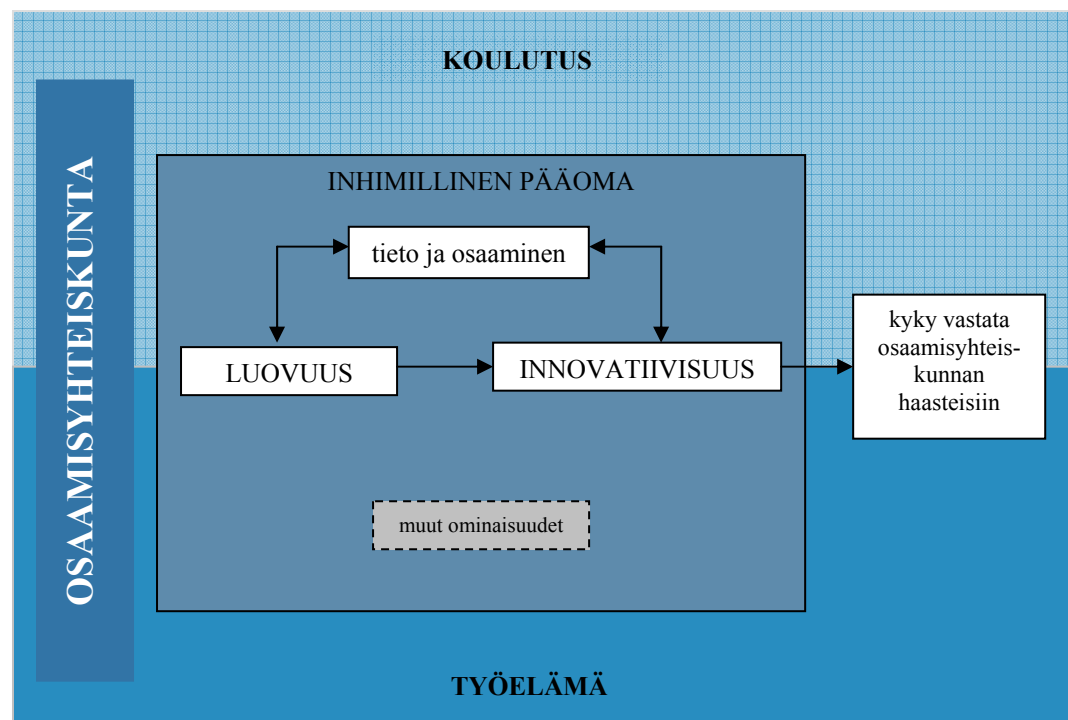 KOULUTUS
OSAAMISYHTEISKUNTA
INHIMILLINEN PÄÄOMA
tieto ja osaaminen
LUOVUUS
INNOVATIIVISUUS
kyky vastata
osaamisyhteis-
kunnan
haasteisiin
muut ominaisuudet
TYÖELÄMÄ